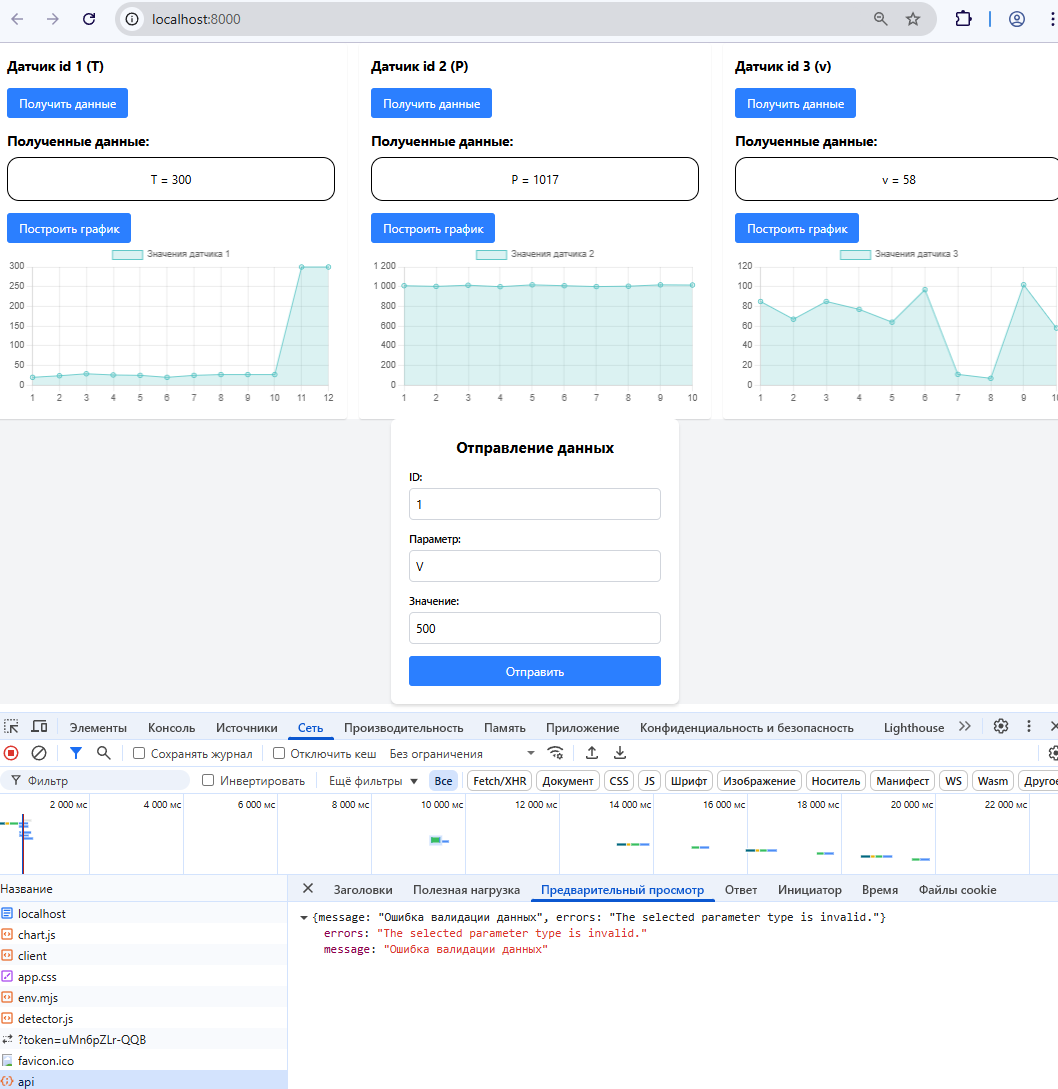 localhost:8000
Датчик id 1 (T)
Получить данные
Полученные данные:
T = 300
Построить график
Значения датчика 1
300
250
200
150
100
50
0
1 2 3 4 5 6 7 8 9 10 11 12
Датчик id 2 (P)
Получить данные
Полученные данные:
P = 1017
Построить график
Значения датчика 2
1 200
1 000
800
600
400
200
0
1 2 3 4 5 6 7 8 9 10
Датчик id 3 (v)
Получить данные
Полученные данные:
v = 58
Построить график
Значения датчика 3
120
100
80
60
40
20
0
1 2 3 4 5 6 7 8 9 10
Отправление данных
ID:
1
Параметр:
V
Значение:
500
Отправить
Элементы Консоль Источники Сеть Производительность Память Приложение Конфиденциальность и безопасность Lighthouse
Сохранять журнал Отключить кеш Без ограничения
Фильтр Инвертировать Ещё фильтры Все Fetch/XHR Документ CSS JS Шрифт Изображение Носитель Манифест WS Wasm Другое
2 000 мс 4 000 мс 6 000 мс 8 000 мс 10 000 мс 12 000 мс 14 000 мс 16 000 мс 18 000 мс 20 000 мс 22 000 мс
Название
localhost
chart.js
client
app.css
env.mjs
detector.js
?token=uMn6pZLr-QQB
favicon.ico
api
Заголовки Полезная нагрузка Предварительный просмотр Ответ Инициатор Время Файлы cookie
{message: "Ошибка валидации данных", errors: "The selected parameter type is invalid."}
errors: "The selected parameter type is invalid."
message: "Ошибка валидации данных"